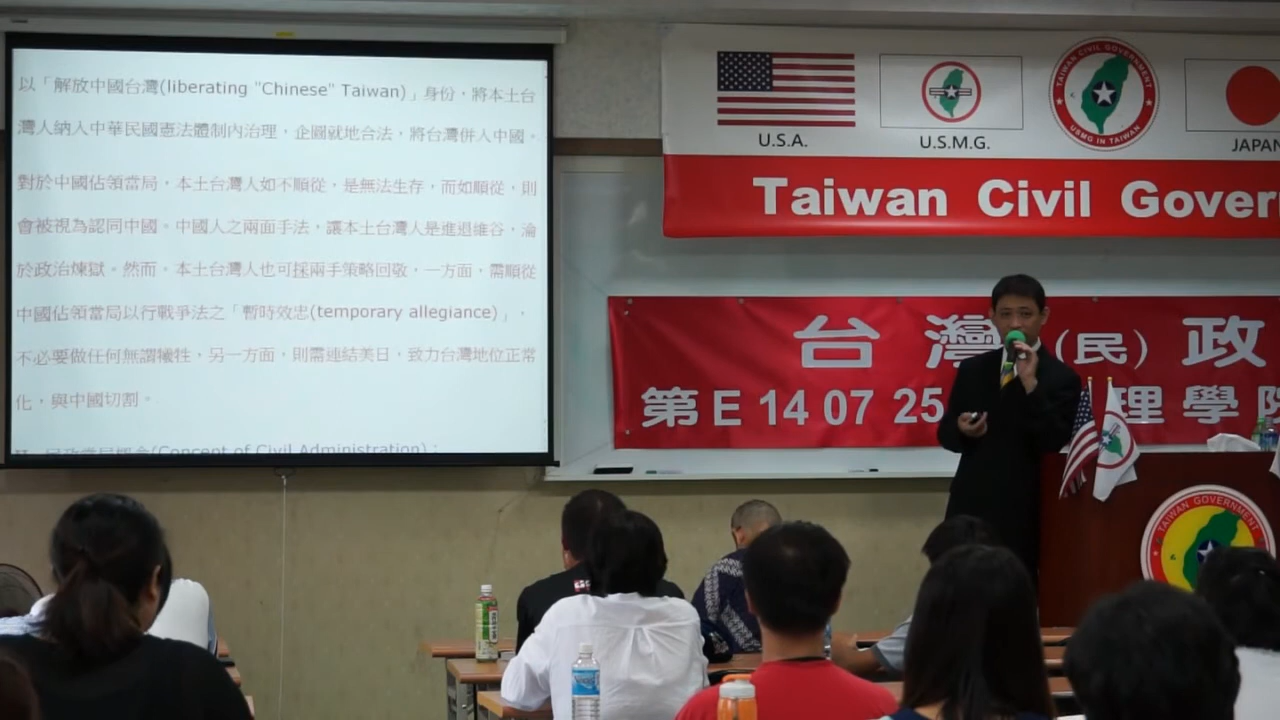 以「解放中國台灣(liberating "Chinese" Taiwan)」身份，將本土台
灣人納入中華民國憲法體制內治理，企圖就地合法，將台灣併入中國。
對於中國佔領當局，本土台灣人如不順從，是無法生存，而如順從，則
會被視為認同中國。中國人之兩面手法，讓本土台灣人是進退維谷，淪
於政治煉獄。然而。本土台灣人也可採兩手策略回敬，一方面，需順從
中國佔領當局以行戰爭法之「暫時效忠(temporary allegiance)」，
不必要做任何無謂犧牲，另一方面，則需連結美日，致力台灣地位正常
化，與中國切割。
(Concept of Civil Administration)：
U.S.A.
U.S.M.G.
TAIWAN CIVIL GOVERNMENT
USMG IN TAIWAN
JAPAN
Taiwan Civil Gover
台灣（民）政
第E 14 07 25 理學院
TAIWAN GOVERNMENT